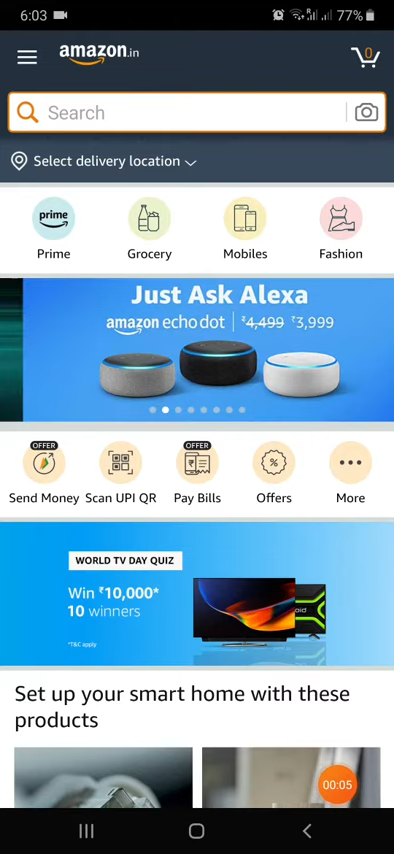 6:03
77%
amazon.in
0
Search
Select delivery location
prime
Prime
Grocery
Mobiles
Fashion
Just Ask Alexa
amazon echo dot | ₹4,499 ₹3,999
OFFER
OFFER
Send Money
Scan UPI QR
Pay Bills
Offers
More
WORLD TV DAY QUIZ
Win ₹10,000*
10 winners
*T&C apply
Set up your smart home with these
products
00:05